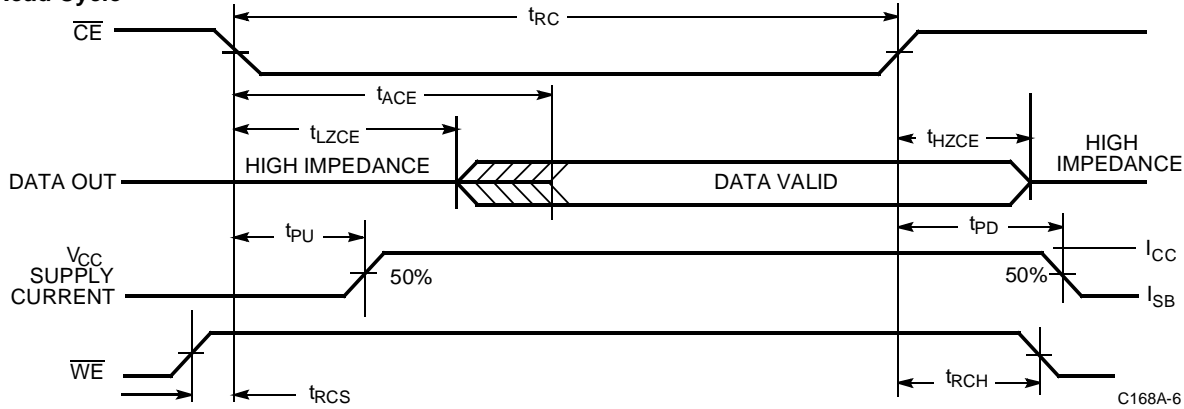 Read Cycle
tRC
CE
tACE
tLZCE
tHZCE
HIGH IMPEDANCE
HIGH IMPEDANCE
DATA OUT
DATA VALID
tPU
tPD
VCC
SUPPLY
CURRENT
50%
50%
ICC
ISB
WE
tRCS
tRCH
C168A-6